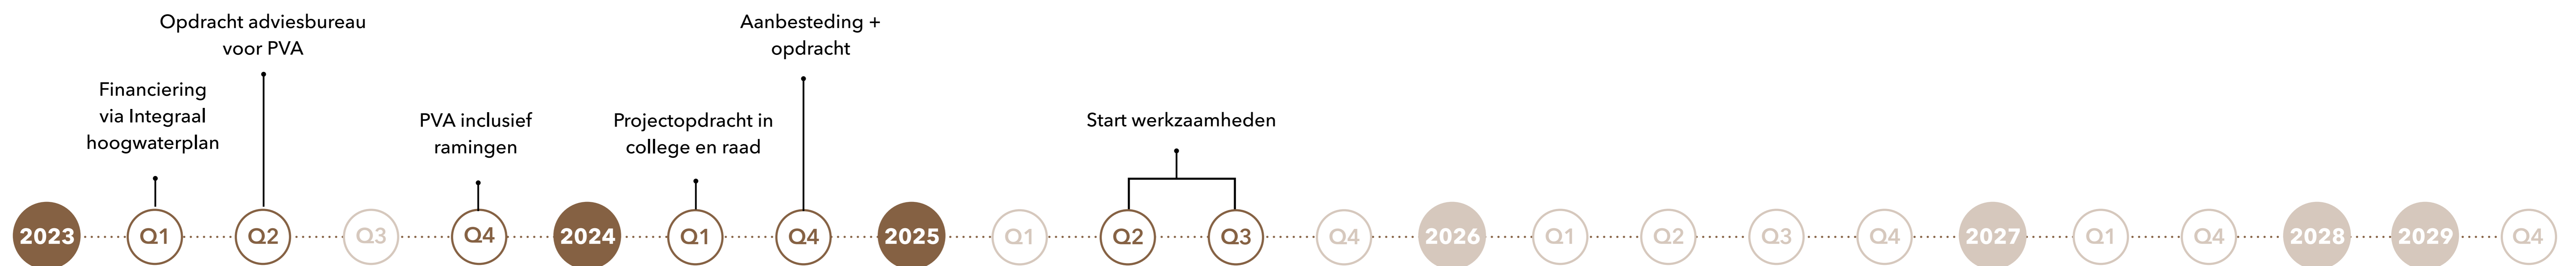 Opdracht adviesbureau
voor PVA
Aanbesteding +
opdracht
Financiering
via Integraal
hoogwaterplan
PVA inclusief
ramingen
Projectopdracht in
college en raad
Start werkzaamheden
2023 Q1 Q2 Q3 Q4 2024 Q1 Q4 2025 Q1 Q2 Q3 Q4 2026 Q1 Q2 Q3 Q4 2027 Q1 Q4 2028 2029 Q4